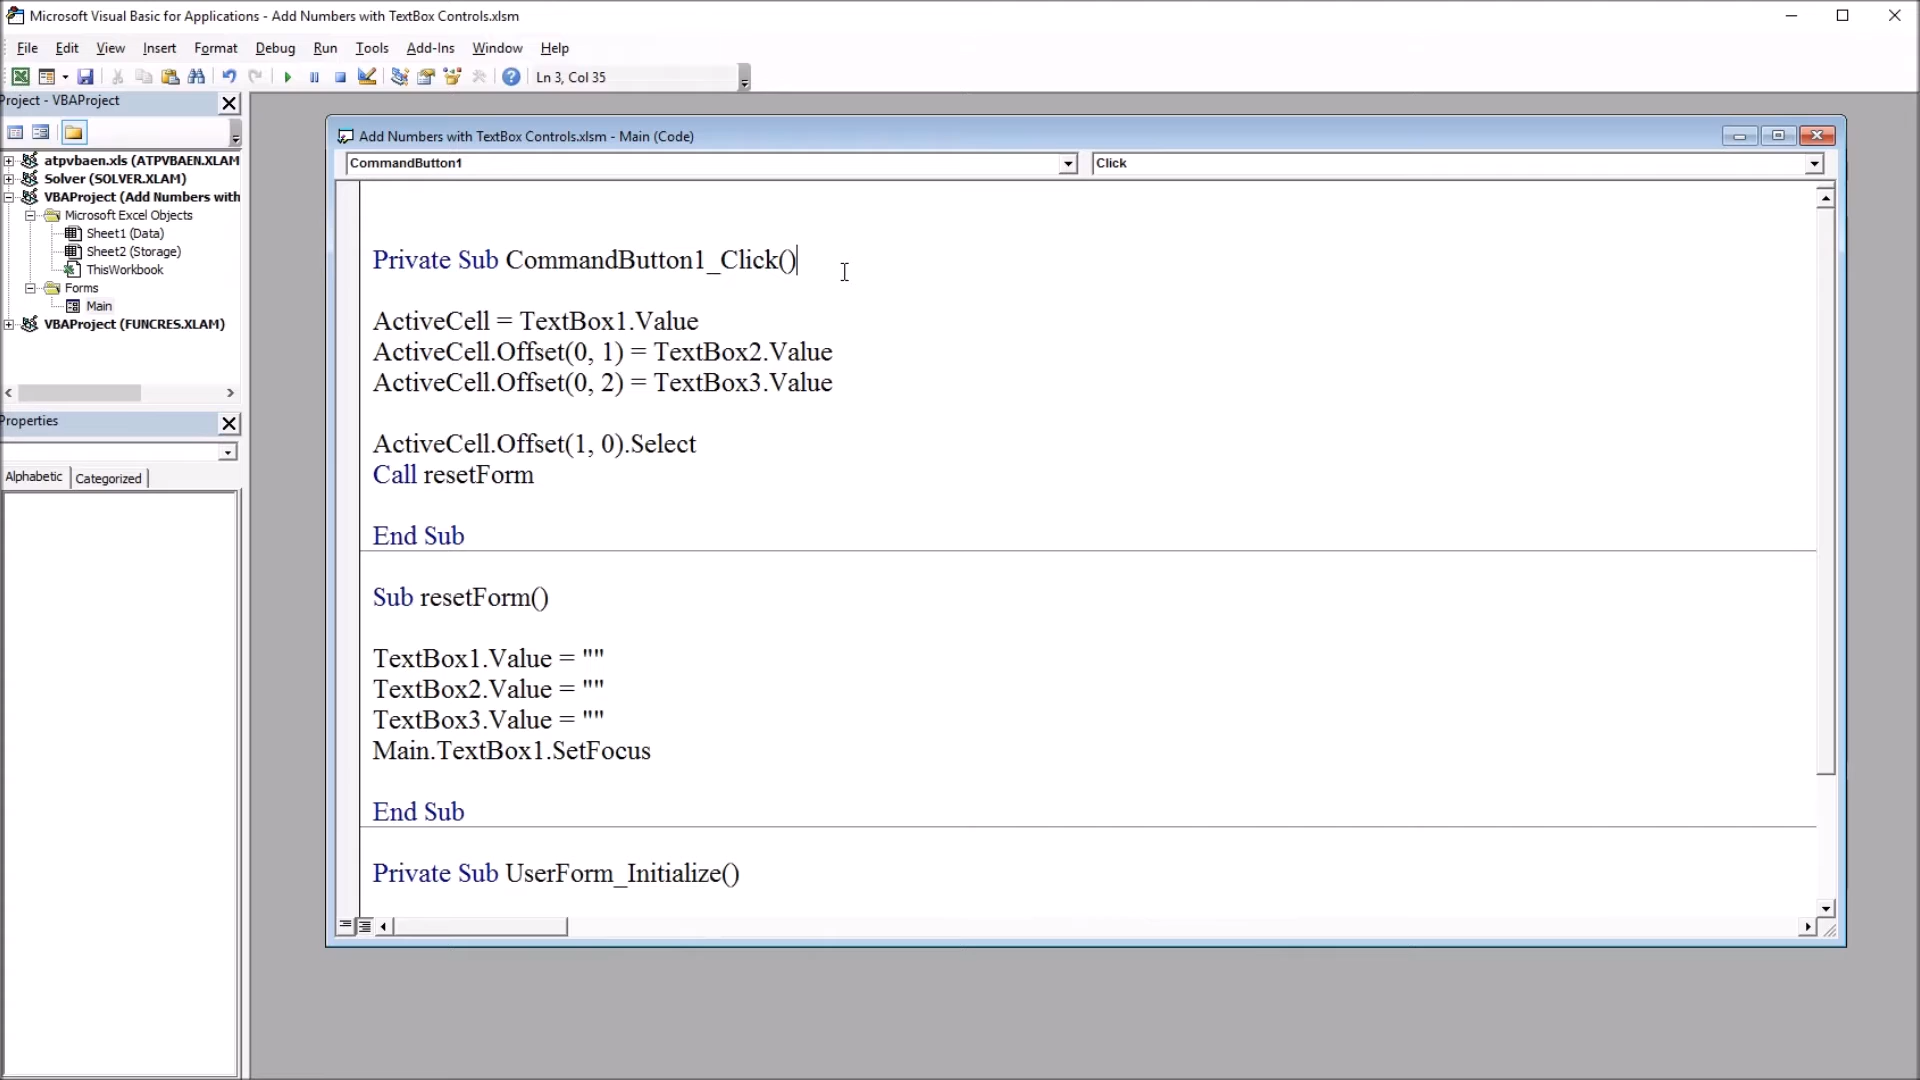 Microsoft Visual Basic for Applications - Add Numbers with TextBox Controls.xlsm
File Edit View Insert Format Debug Run Tools Add-Ins Window Help
Ln 3, Col 35
Project - VBAProject
atpvbaen.xls (ATPVBAEN.XLAM
Solver (SOLVER.XLAM)
VBAProject (Add Numbers with
Microsoft Excel Objects
Sheet1 (Data)
Sheet2 (Storage)
ThisWorkbook
Forms
Main
VBAProject (FUNCRES.XLAM)
Properties
Alphabetic Categorized
Add Numbers with TextBox Controls.xlsm - Main (Code)
CommandButton1 Click
Private Sub CommandButton1_Click()
ActiveCell = TextBox1.Value
ActiveCell.Offset(0, 1) = TextBox2.Value
ActiveCell.Offset(0, 2) = TextBox3.Value
ActiveCell.Offset(1, 0).Select
Call resetForm
End Sub
Sub resetForm()
TextBox1.Value = ""
TextBox2.Value = ""
TextBox3.Value = ""
Main.TextBox1.SetFocus
End Sub
Private Sub UserForm_Initialize()